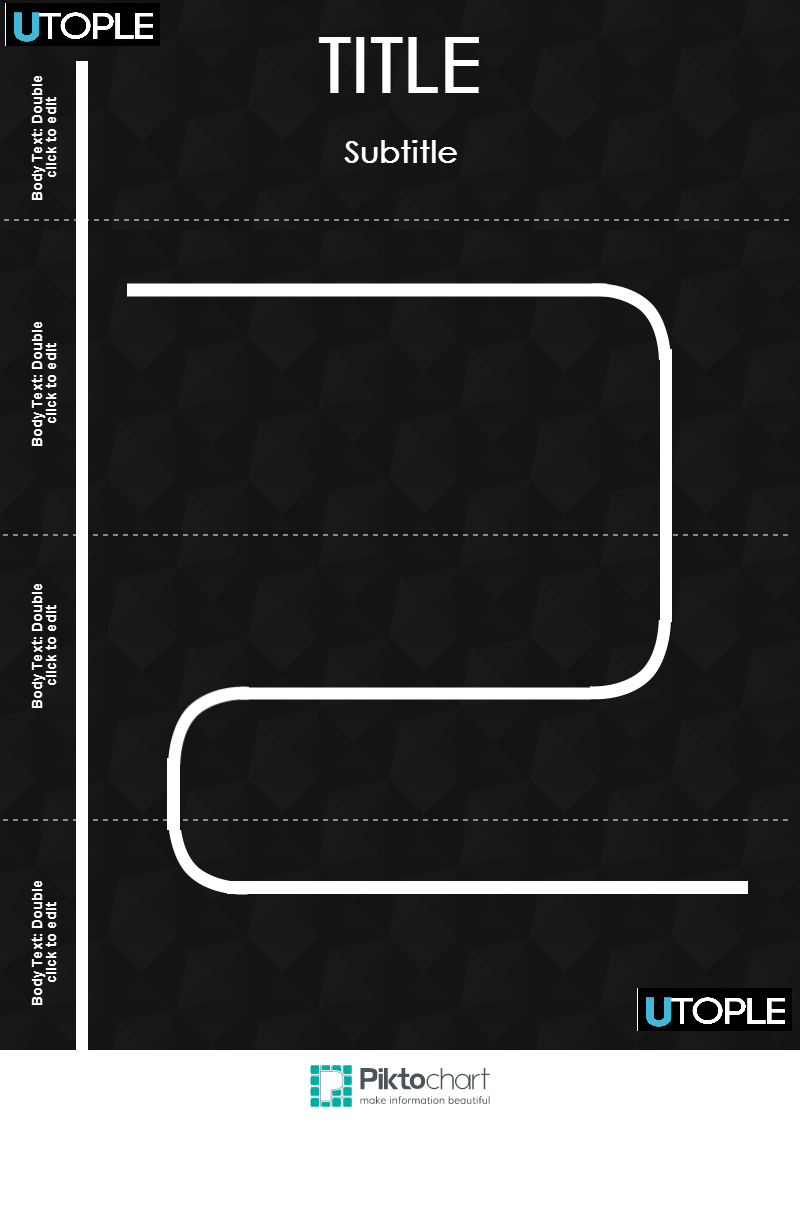 UTOPLE
TITLE
Subtitle
Body Text: Double
click to edit
Body Text: Double
click to edit
Body Text: Double
click to edit
Body Text: Double
click to edit
UTOPLE
Piktochart
make information beautiful